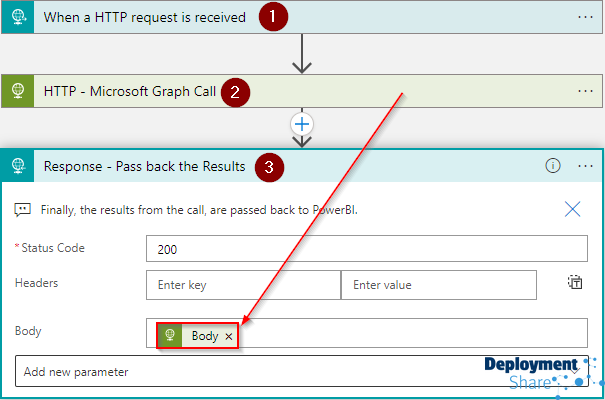 When a HTTP request is received 1
HTTP - Microsoft Graph Call 2
Response - Pass back the Results 3
Finally, the results from the call, are passed back to PowerBI.
*Status Code 200
Headers Enter key Enter value
Body Body ×
Add new parameter
Deployment
Share